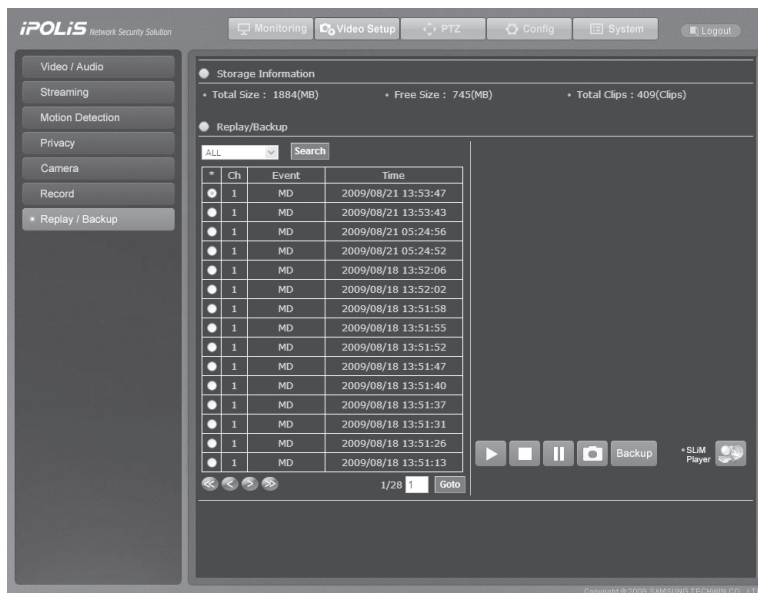 iPOLiS Network Security Solution
Monitoring Video Setup PTZ Config System Logout
Video / Audio
Streaming
Motion Detection
Privacy
Camera
Record
Replay / Backup
Storage Information
Total Size : 1884(MB) Free Size : 745(MB) Total Clips : 409(Clips)
Replay/Backup
ALL Search
* Ch Event Time
1 MD 2009/08/21 13:53:47
1 MD 2009/08/21 13:53:43
1 MD 2009/08/21 05:24:56
1 MD 2009/08/21 05:24:52
1 MD 2009/08/18 13:52:06
1 MD 2009/08/18 13:52:02
1 MD 2009/08/18 13:51:58
1 MD 2009/08/18 13:51:55
1 MD 2009/08/18 13:51:52
1 MD 2009/08/18 13:51:47
1 MD 2009/08/18 13:51:40
1 MD 2009/08/18 13:51:37
1 MD 2009/08/18 13:51:31
1 MD 2009/08/18 13:51:26
1 MD 2009/08/18 13:51:13
1/28 1 Goto
Backup
SLiM
Player
Copyright © 2009 SAMSUNG TECHWIN CO.